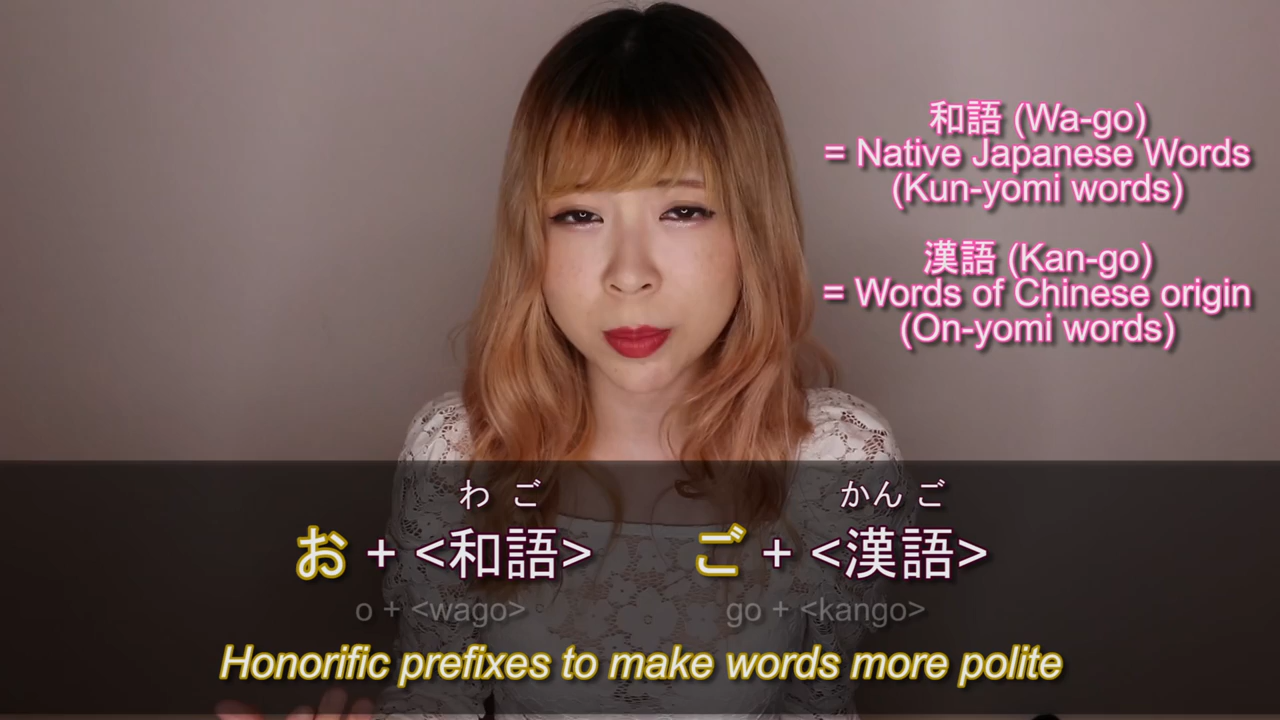 和語 (Wa-go)
= Native Japanese Words
(Kun-yomi words)
漢語 (Kan-go)
= Words of Chinese origin
(On-yomi words)
わ ご かん ご
お + <和語> ご + <漢語>
o + <wago> go + <kango>
Honorific prefixes to make words more polite